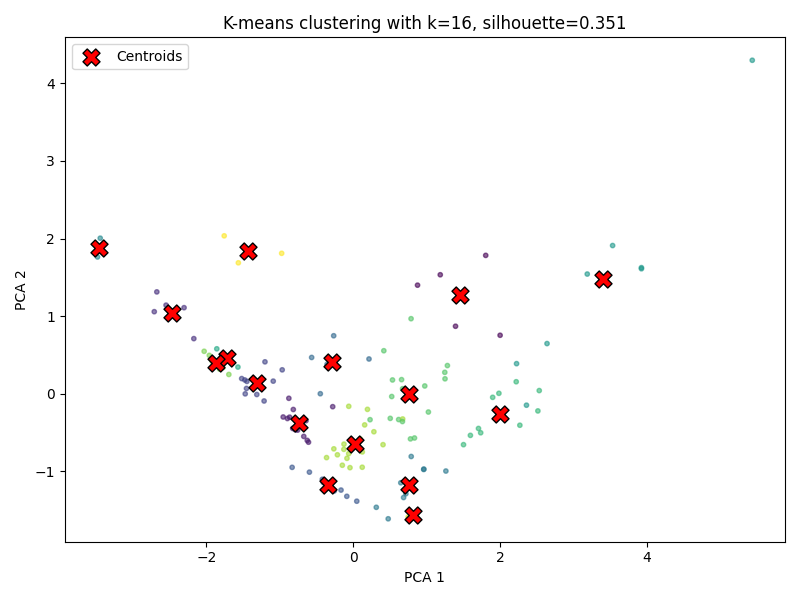 K-means clustering with k=16, silhouette=0.351
Centroids
4
3
2
1
0
−1
PCA 2
−2
0
2
4
PCA 1